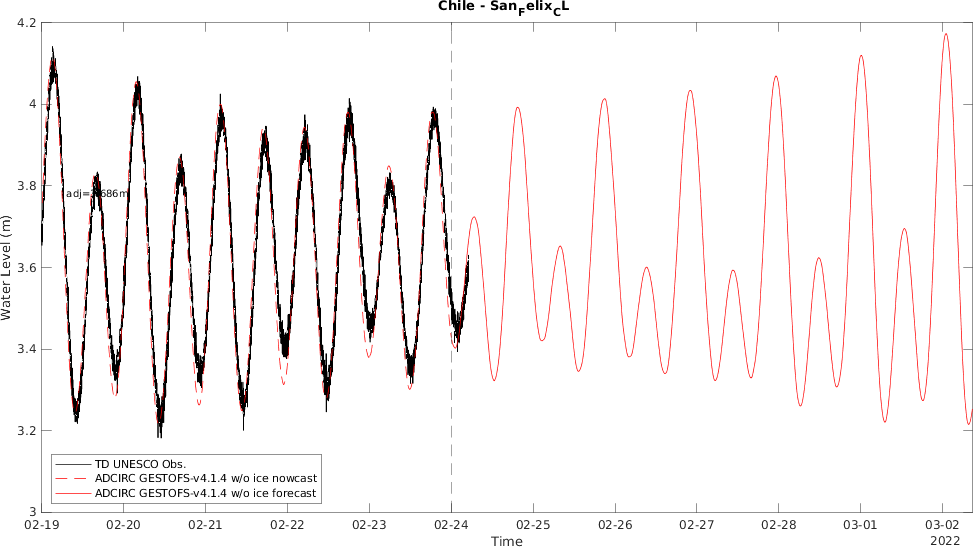 Chile - SanFelixCL
4.2
4
3.8
3.6
3.4
3.2
3
Water Level (m)
TD UNESCO Obs.
ADCIRC GESTOFS-v4.1.4 w/o ice nowcast
ADCIRC GESTOFS-v4.1.4 w/o ice forecast
02-19 02-20 02-21 02-22 02-23 02-24 02-25 02-26 02-27 02-28 03-01 03-02
Time
2022